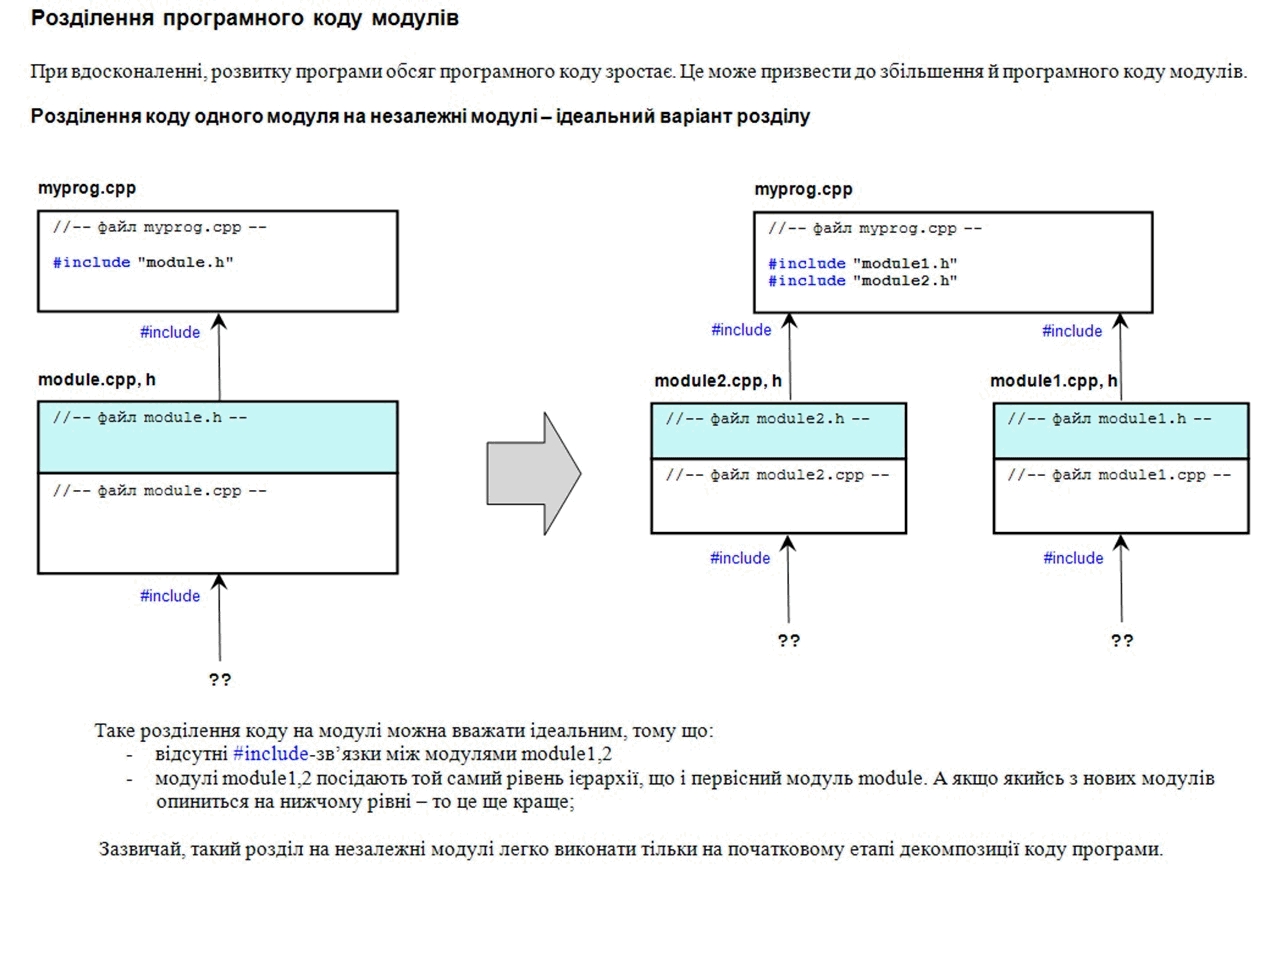 Розділення програмного коду модулів
При вдосконаленні, розвитку програми обсяг програмного коду зростає. Це може призвести до збільшення й програмного коду модулів.
Розділення коду одного модуля на незалежні модулі – ідеальний варіант розділу
myprog.cpp
//-- файл myprog.cpp --
#include "module.h"
#include
module.cpp, h
//-- файл module.h --
//-- файл module.cpp --
#include
??
myprog.cpp
//-- файл myprog.cpp --
#include "module1.h"
#include "module2.h"
#include
#include
module2.cpp, h
module1.cpp, h
//-- файл module2.h --
//-- файл module1.h --
//-- файл module2.cpp --
//-- файл module1.cpp --
#include
#include
??
??
Таке розділення коду на модулі можна вважати ідеальним, тому що:
- відсутні #include-зв’язки між модулями module1,2
- модулі module1,2 посідають той самий рівень ієрархії, що і первісний модуль module. А якщо якийсь з нових модулів
опиниться на нижчому рівні – то це ще краще;
Зазвичай, такий розділ на незалежні модулі легко виконати тільки на початковому етапі декомпозиції коду програми.